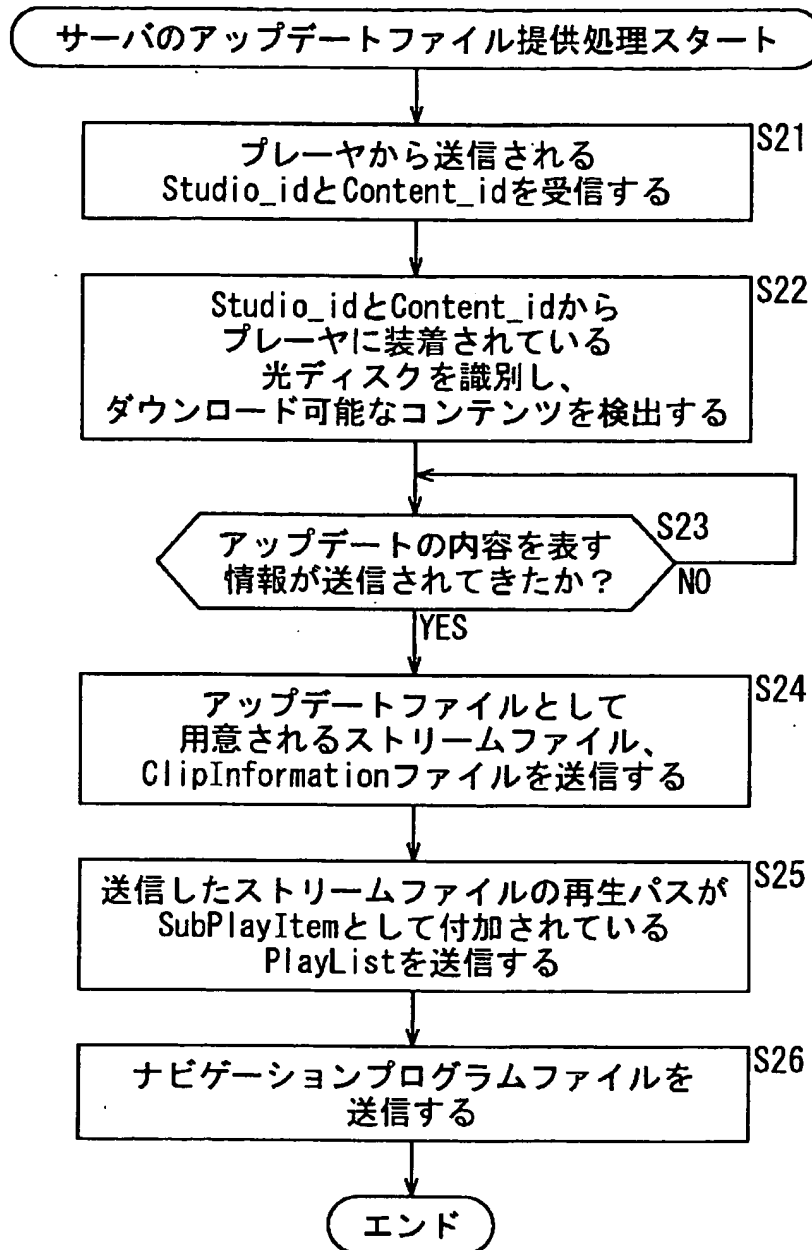 サーバのアップデートファイル提供処理スタート
S21
プレーヤから送信される
Studio_idとContent_idを受信する
S22
Studio_idとContent_idから
プレーヤに装着されている
光ディスクを識別し、
ダウンロード可能なコンテンツを検出する
S23
アップデートの内容を表す
情報が送信されてきたか？
NO
YES
S24
アップデートファイルとして
用意されるストリームファイル、
ClipInformationファイルを送信する
S25
送信したストリームファイルの再生パスが
SubPlayItemとして付加されている
PlayListを送信する
S26
ナビゲーションプログラムファイルを
送信する
エンド